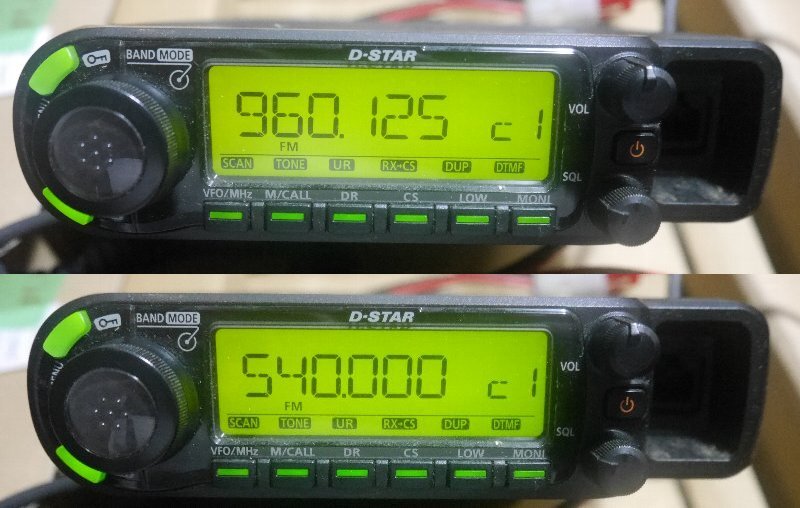 BAND MODE D-STAR
960.125 c1
FM
SCAN TONE UR RX→CS DUP DTMF
VFO/MHz M/CALL DR CS LOW MONI
VOL
SQL
BAND MODE D-STAR
540.000 c1
FM
SCAN TONE UR RX→CS DUP DTMF
VFO/MHz M/CALL DR CS LOW MONI
VOL
SQL